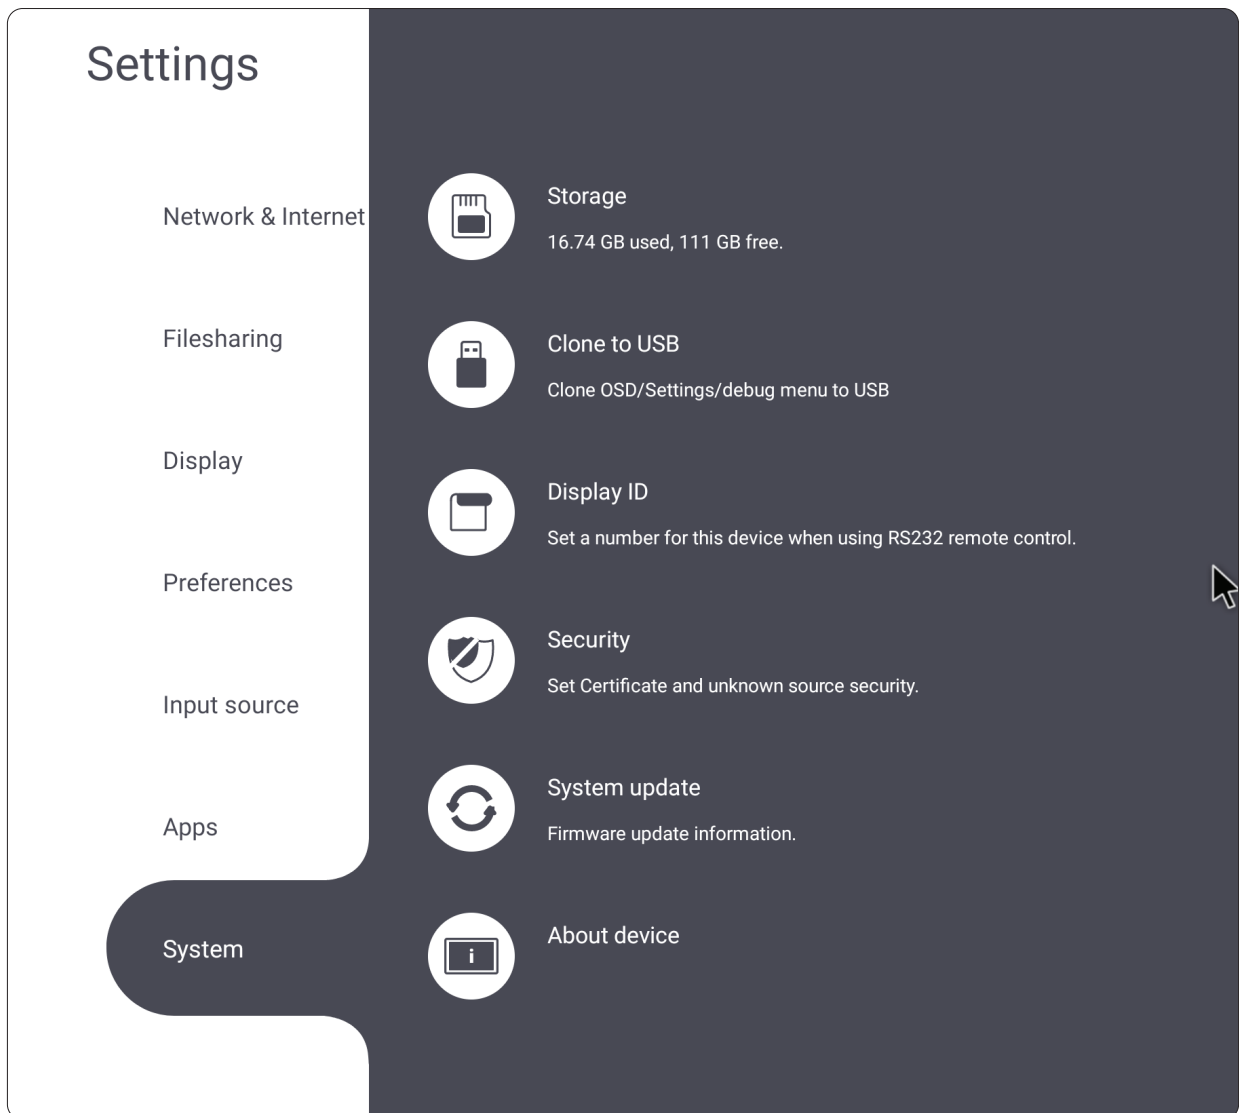 Settings
Network & Internet
Filesharing
Display
Preferences
Input source
Apps
System
Storage
16.74 GB used, 111 GB free.
Clone to USB
Clone OSD/Settings/debug menu to USB
Display ID
Set a number for this device when using RS232 remote control.
Security
Set Certificate and unknown source security.
System update
Firmware update information.
i
About device